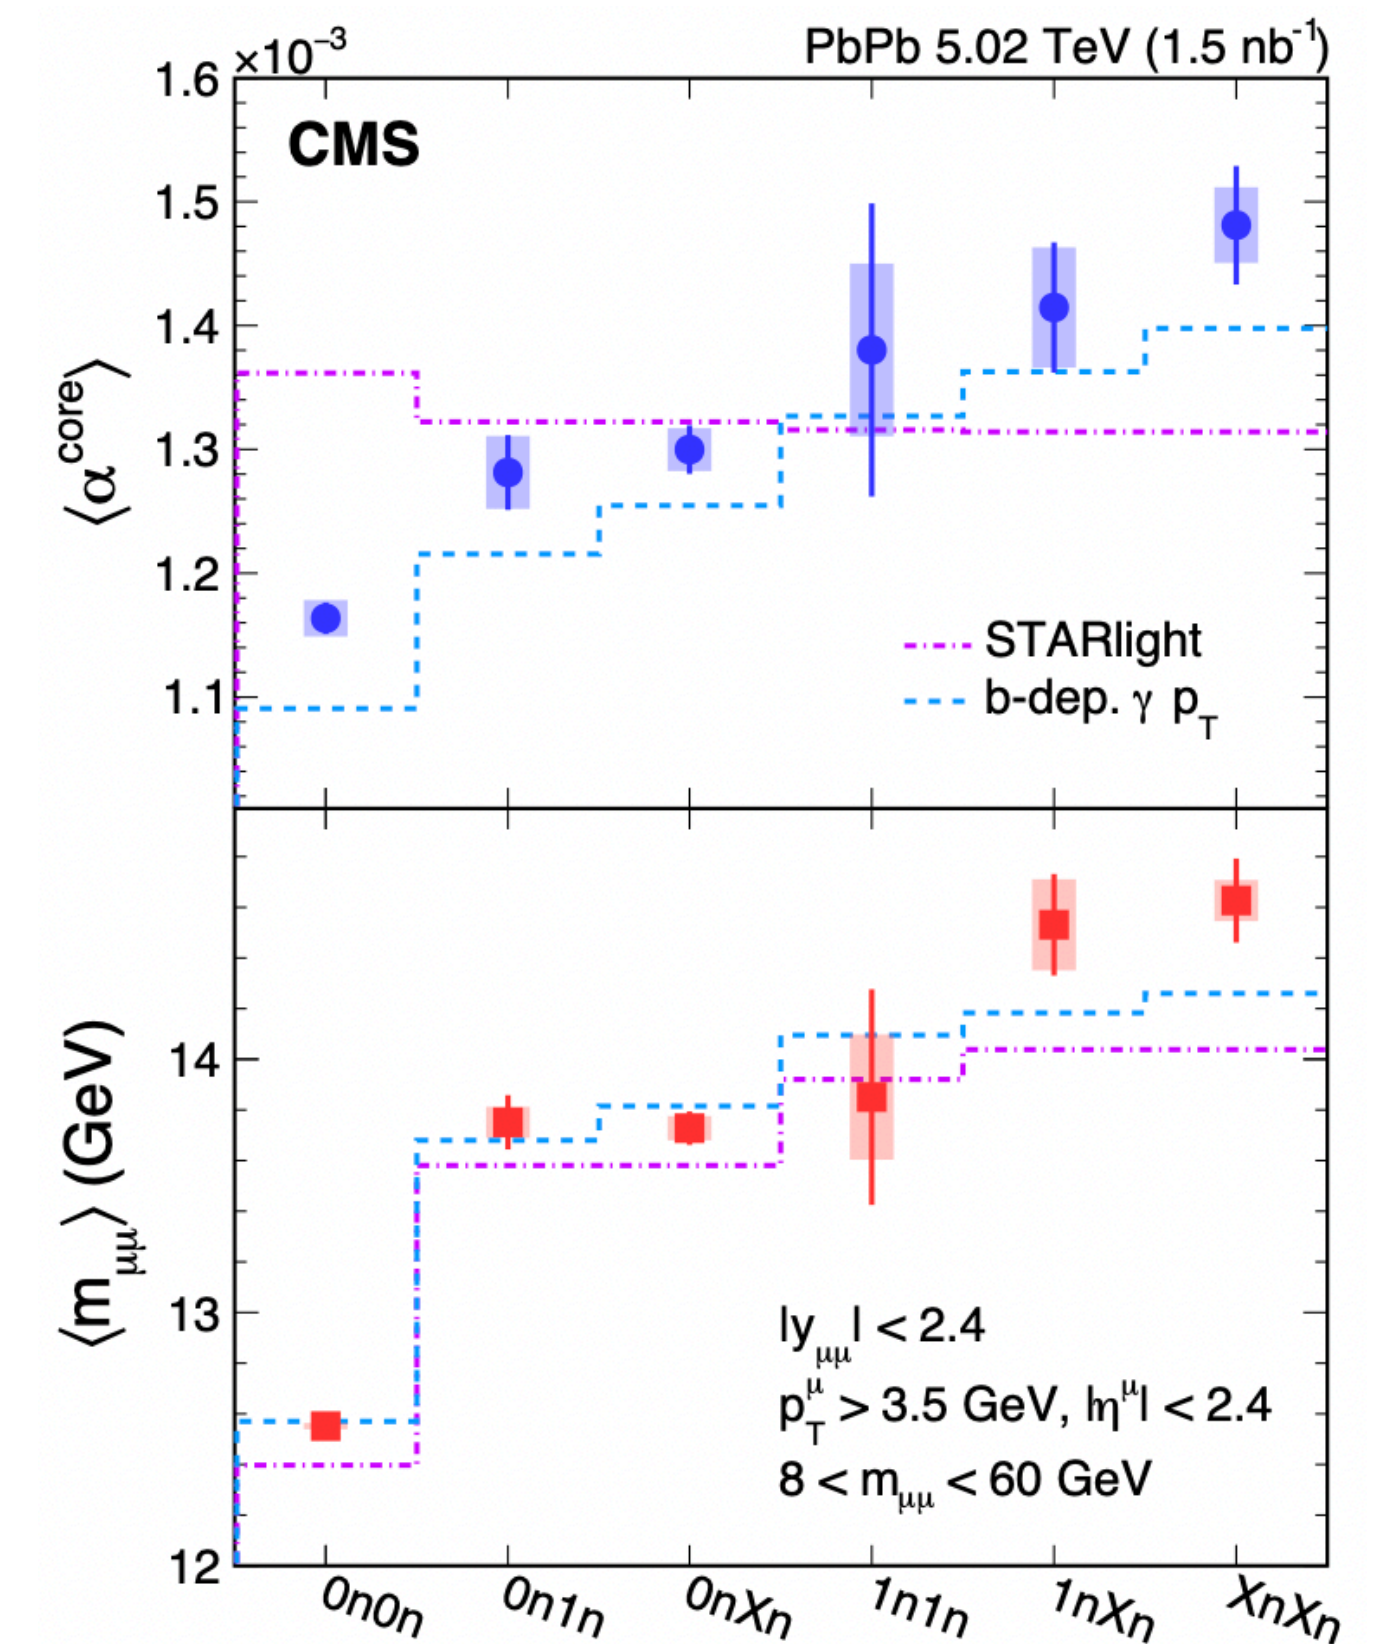 ×10⁻³ PbPb 5.02 TeV (1.5 nb⁻¹)
CMS
1.6
1.5
1.4
1.3
1.2
1.1
⟨α^core⟩
STARlight
b-dep. γ p_T
14
13
12
⟨m_μμ⟩ (GeV)
|y_μμ| < 2.4
p_T^μ > 3.5 GeV, |η^μ| < 2.4
8 < m_μμ < 60 GeV
0n0n 0n1n 0nXn 1n1n 1nXn XnXn